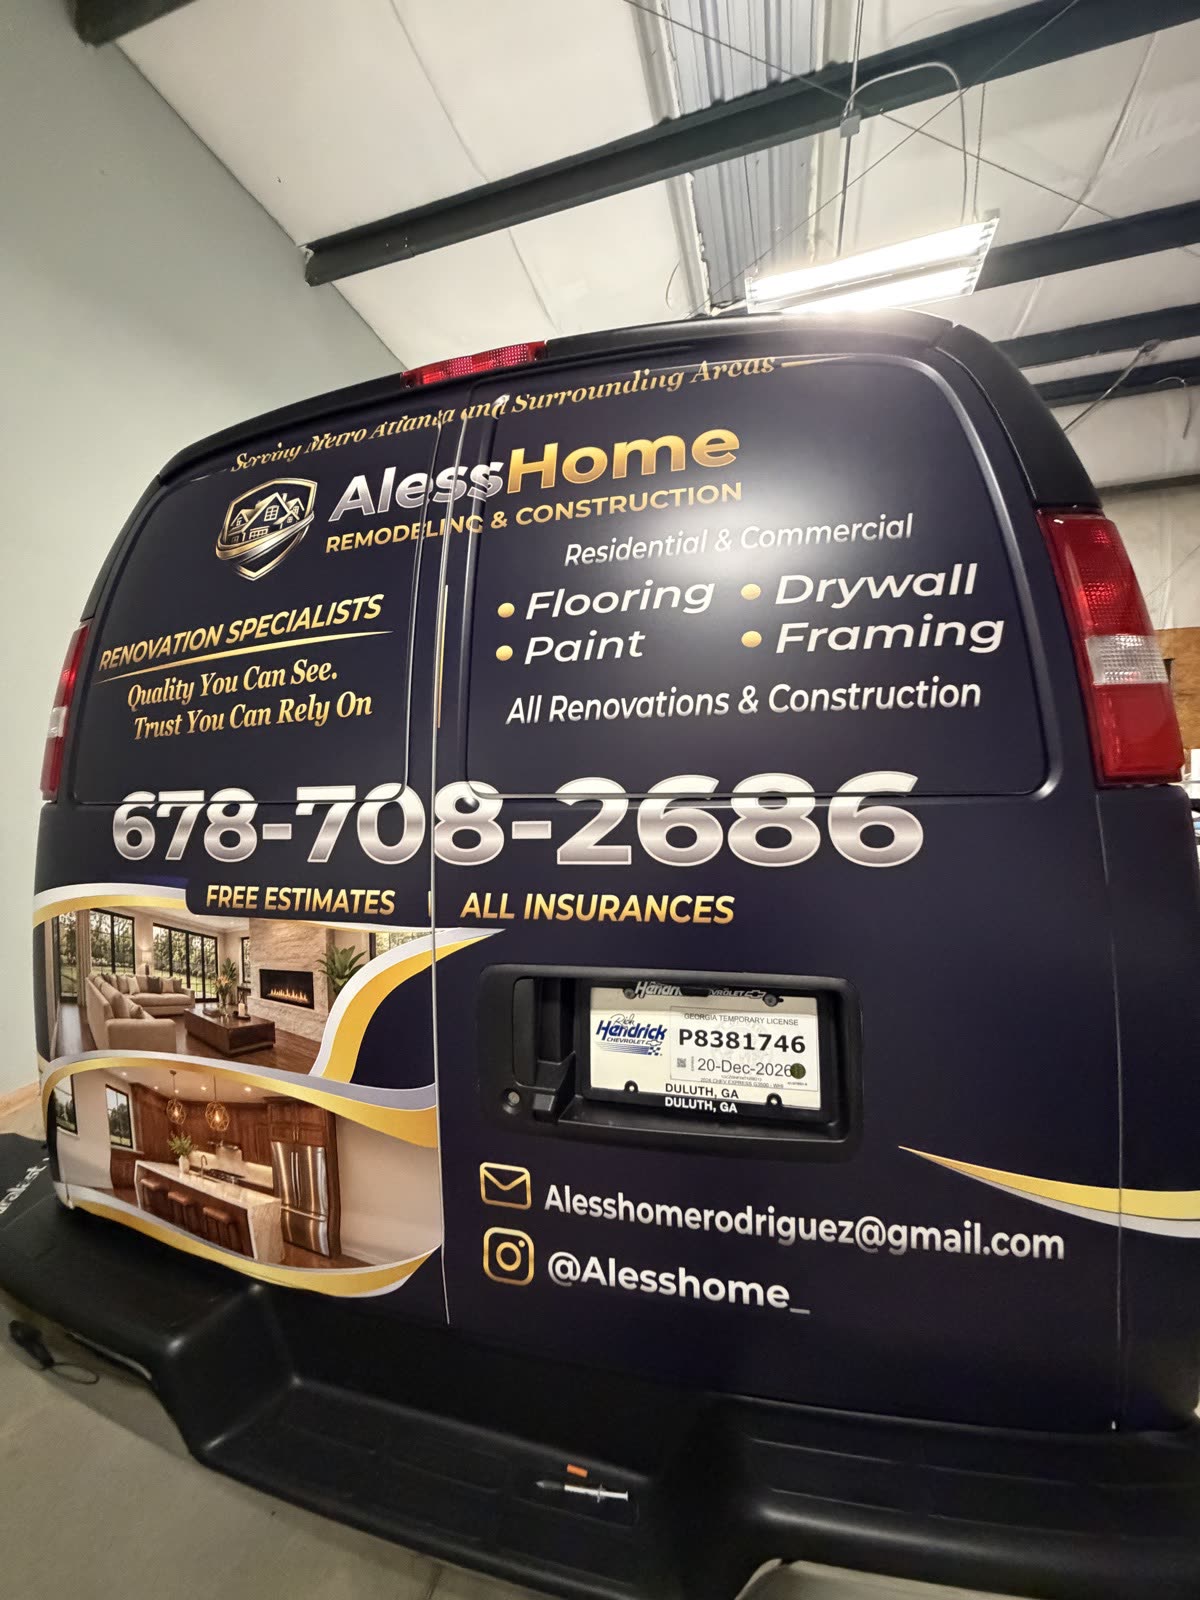 Serving Metro Atlanta and Surrounding Areas
AlessHome
REMODELING & CONSTRUCTION
Residential & Commercial
• Flooring • Drywall
• Paint • Framing
All Renovations & Construction
RENOVATION SPECIALISTS
Quality You Can See.
Trust You Can Rely On
678-708-2686
FREE ESTIMATES | ALL INSURANCES
GEORGIA TEMPORARY LICENSE
Rick
Hendrick
CHEVROLET
P8381746
20-Dec-2026
DULUTH, GA
DULUTH, GA
Alesshomerodriguez@gmail.com
@Alesshome_